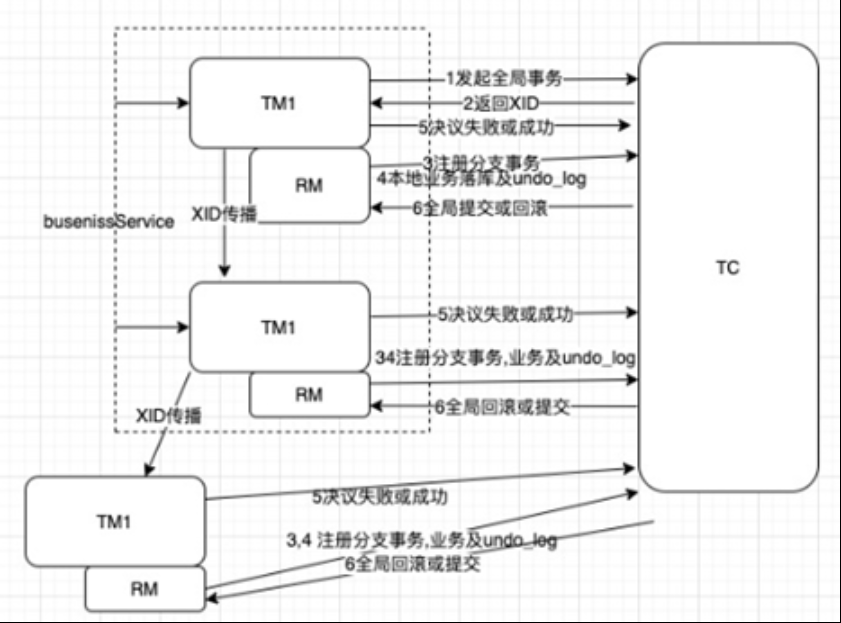 TM1
1发起全局事务
2返回XID
5决议失败或成功
3注册分支事务
4本地业务落库及undo_log
RM
6全局提交或回滚
XID传播
busenissService
TC
TM1
5决议失败或成功
34注册分支事务,业务及undo_log
RM
6全局回滚或提交
XID传播
TM1
5决议失败或成功
3,4 注册分支事务,业务及undo_log
6全局回滚或提交
RM